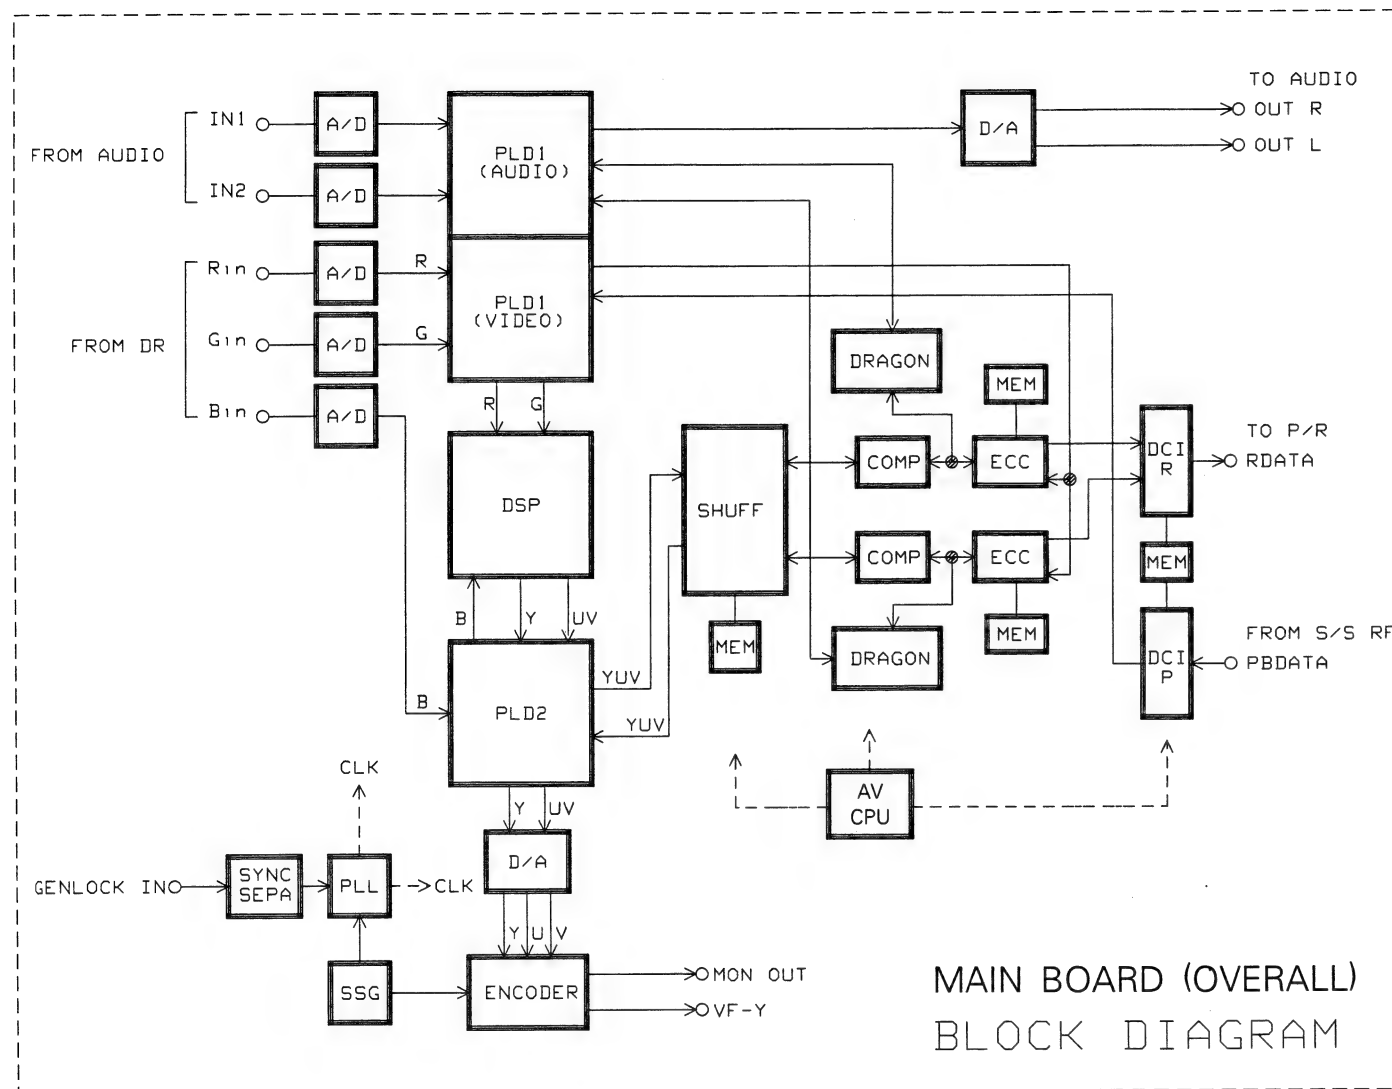 TO AUDIO
IN1
A/D
D/A
OUT R
FROM AUDIO
PLD1
(AUDIO)
OUT L
IN2
A/D
Rin
A/D
R
FROM DR
Gin
A/D
G
PLD1
(VIDEO)
Bin
A/D
R
G
DRAGON
MEM
DSP
SHUFF
COMP
ECC
DCI
R
TO P/R
RDATA
COMP
ECC
MEM
B
Y
UV
MEM
DRAGON
MEM
DCI
P
FROM S/S RF
PBDATA
B
PLD2
YUV
YUV
CLK
Y
UV
AV
CPU
GENLOCK IN
SYNC
SEPA
PLL
CLK
D/A
Y
U
V
SSG
ENCODER
MON OUT
VF-Y
MAIN BOARD (OVERALL)
BLOCK DIAGRAM